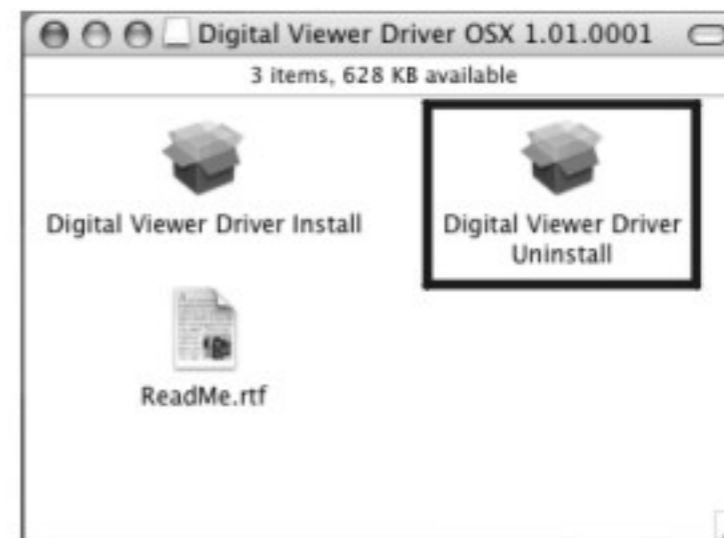 Digital Viewer Driver OSX 1.01.0001
3 items, 628 KB available
Digital Viewer Driver Install
Digital Viewer Driver
Uninstall
ReadMe.rtf